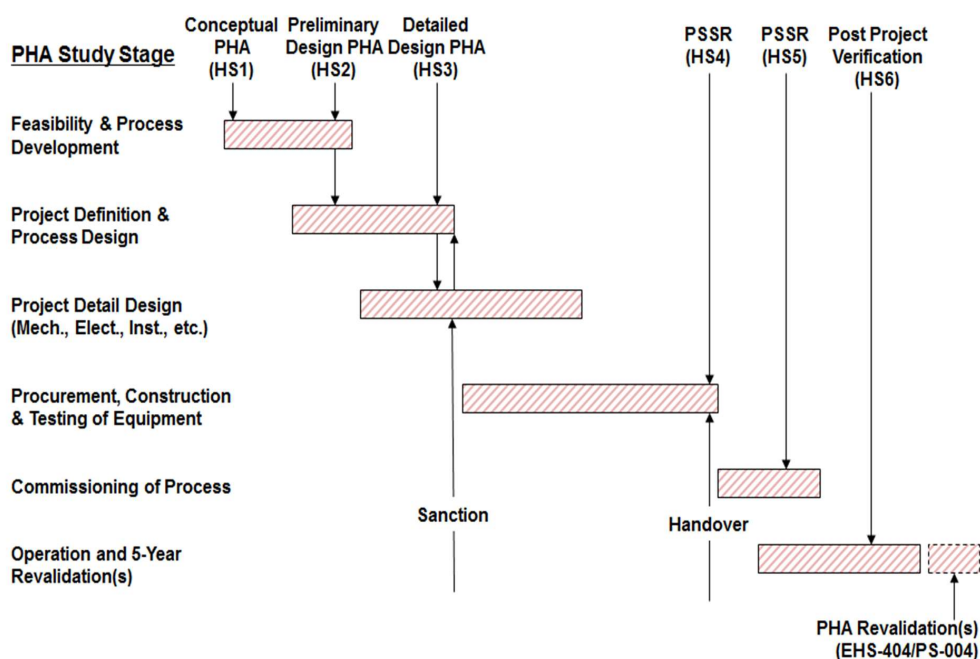 Conceptual
PHA
(HS1)
Preliminary
Design PHA
(HS2)
Detailed
Design PHA
(HS3)
PSSR
(HS4)
PSSR
(HS5)
Post Project
Verification
(HS6)
PHA Study Stage
Feasibility & Process
Development
Project Definition &
Process Design
Project Detail Design
(Mech., Elect., Inst., etc.)
Procurement, Construction
& Testing of Equipment
Commissioning of Process
Sanction
Handover
Operation and 5-Year
Revalidation(s)
PHA Revalidation(s)
(EHS-404/PS-004)